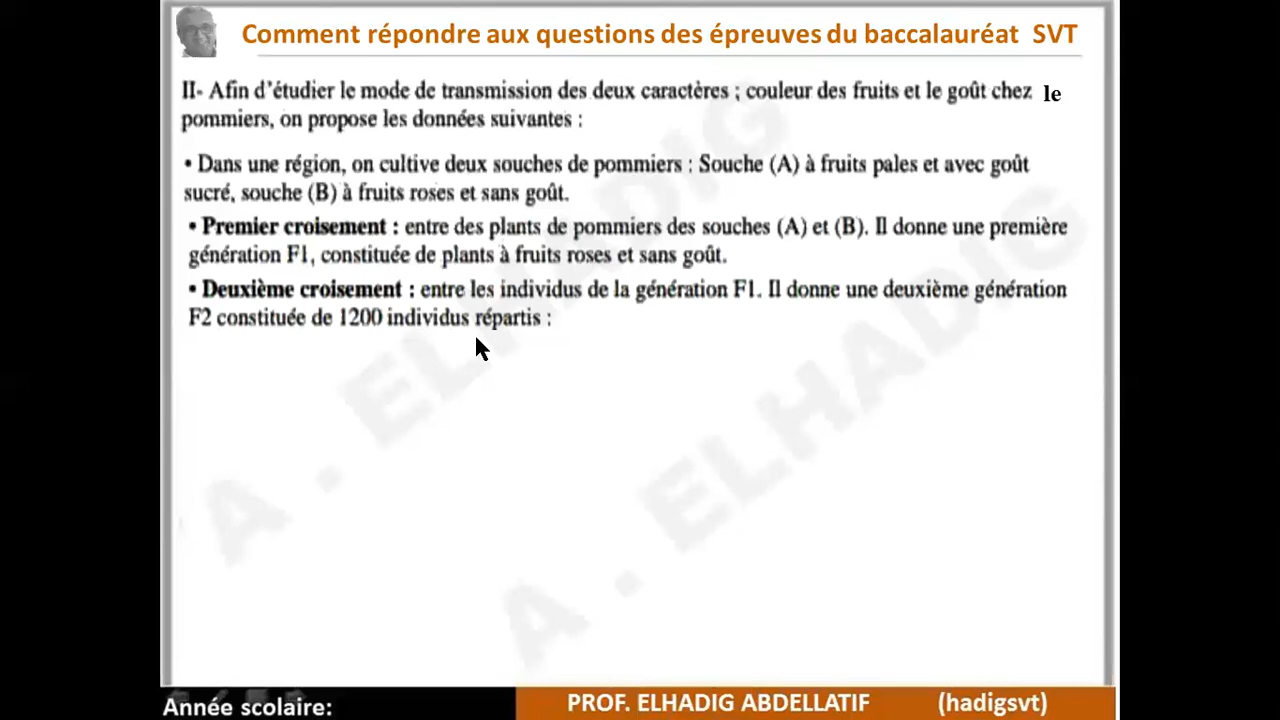 Comment répondre aux questions des épreuves du baccalauréat SVT
II- Afin d'étudier le mode de transmission des deux caractères ; couleur des fruits et le goût chez le
pommiers, on propose les données suivantes :
• Dans une région, on cultive deux souches de pommiers : Souche (A) à fruits pales et avec goût
sucré, souche (B) à fruits roses et sans goût.
• Premier croisement : entre des plants de pommiers des souches (A) et (B). Il donne une première
génération F1, constituée de plants à fruits roses et sans goût.
• Deuxième croisement : entre les individus de la génération F1. Il donne une deuxième génération
F2 constituée de 1200 individus répartis :
A . ELHADIG
A . ELHADIG
Année scolaire:
PROF. ELHADIG ABDELLATIF (hadigsvt)